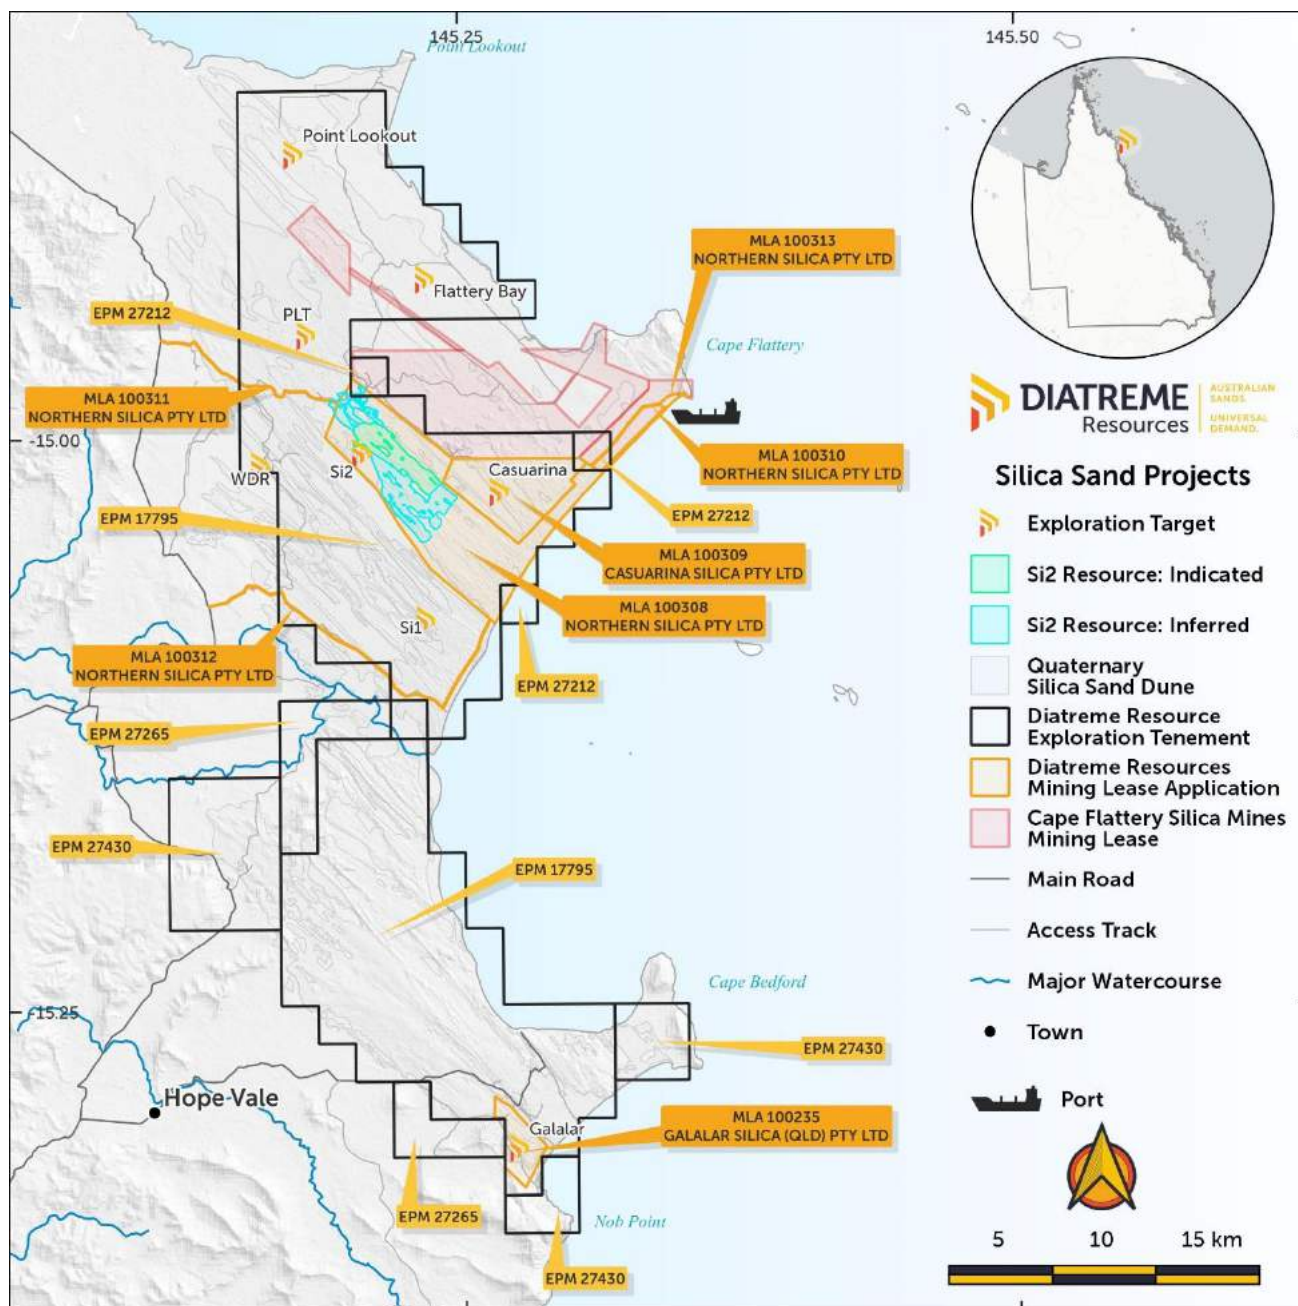 145.25
145.50
Point Lookout
Point Lookout
Flattery Bay
MLA 100313
NORTHERN SILICA PTY LTD
EPM 27212
PLT
Cape Flattery
MLA 100311
NORTHERN SILICA PTY LTD
-15.00
WDR
Si2
Casuarina
MLA 100310
NORTHERN SILICA PTY LTD
EPM 17795
EPM 27212
MLA 100309
CASUARINA SILICA PTY LTD
Si1
MLA 100308
NORTHERN SILICA PTY LTD
MLA 100312
NORTHERN SILICA PTY LTD
EPM 27212
EPM 27265
EPM 27430
EPM 17795
Cape Bedford
-15.25
EPM 27430
Hope Vale
Galalar
MLA 100235
GALALAR SILICA (QLD) PTY LTD
EPM 27265
Nob Point
EPM 27430
DIATREME
Resources
AUSTRALIAN
SANDS.
UNIVERSAL
DEMAND.
Silica Sand Projects
Exploration Target
Si2 Resource: Indicated
Si2 Resource: Inferred
Quaternary
Silica Sand Dune
Diatreme Resource
Exploration Tenement
Diatreme Resources
Mining Lease Application
Cape Flattery Silica Mines
Mining Lease
Main Road
Access Track
Major Watercourse
Town
Port
5 10 15 km